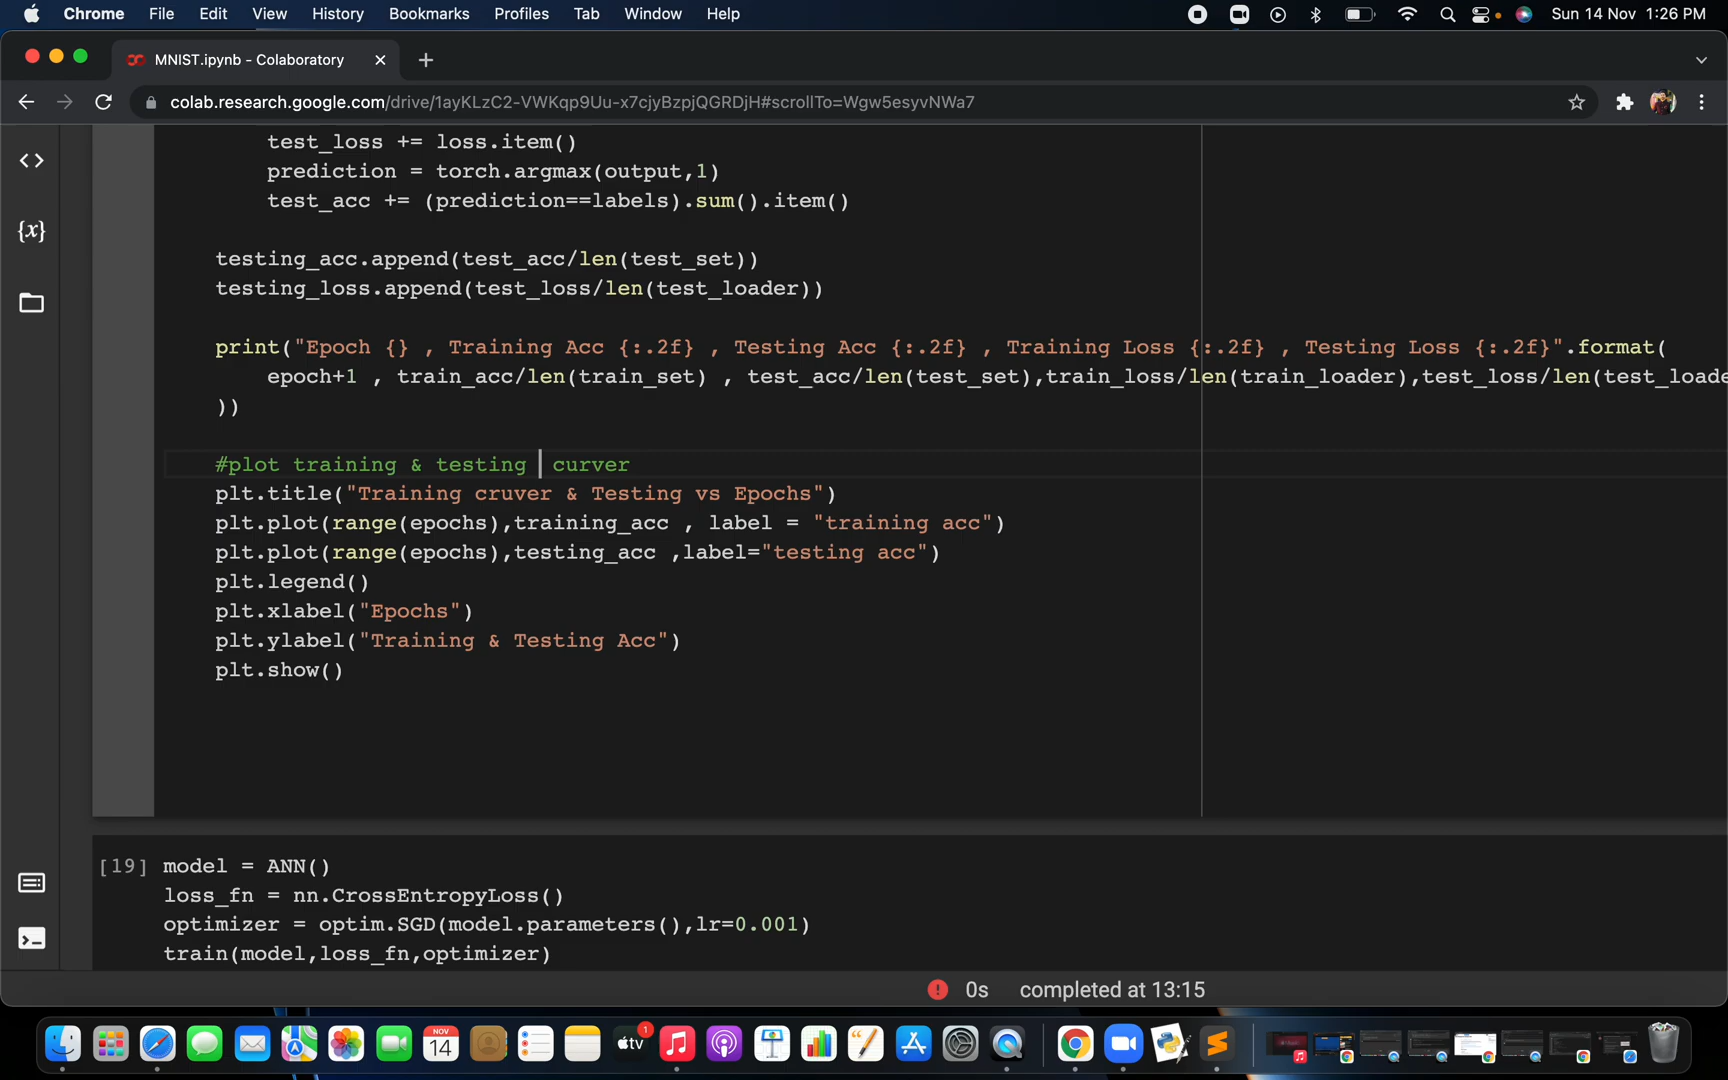 Chrome File Edit View History Bookmarks Profiles Tab Window Help Sun 14 Nov 1:26 PM
MNIST.ipynb - Colaboratory
colab.research.google.com/drive/1ayKLzC2-VWKqp9Uu-x7cjyBzpjQGRDjH#scrollTo=Wgw5esyvNWa7
test_loss += loss.item()
prediction = torch.argmax(output,1)
{x}
test_acc += (prediction==labels).sum().item()
testing_acc.append(test_acc/len(test_set))
testing_loss.append(test_loss/len(test_loader))
print("Epoch {} , Training Acc {:.2f} , Testing Acc {:.2f} , Training Loss {:.2f} , Testing Loss {:.2f}".format(
epoch+1 , train_acc/len(train_set) , test_acc/len(test_set),train_loss/len(train_loader),test_loss/len(test_loade
))
#plot training & testing curver
plt.title("Training cruver & Testing vs Epochs")
plt.plot(range(epochs),training_acc , label = "training acc")
plt.plot(range(epochs),testing_acc ,label="testing acc")
plt.legend()
plt.xlabel("Epochs")
plt.ylabel("Training & Testing Acc")
plt.show()
[19] model = ANN()
loss_fn = nn.CrossEntropyLoss()
optimizer = optim.SGD(model.parameters(),lr=0.001)
train(model,loss_fn,optimizer)
0s completed at 13:15
NOV
14
tv
1